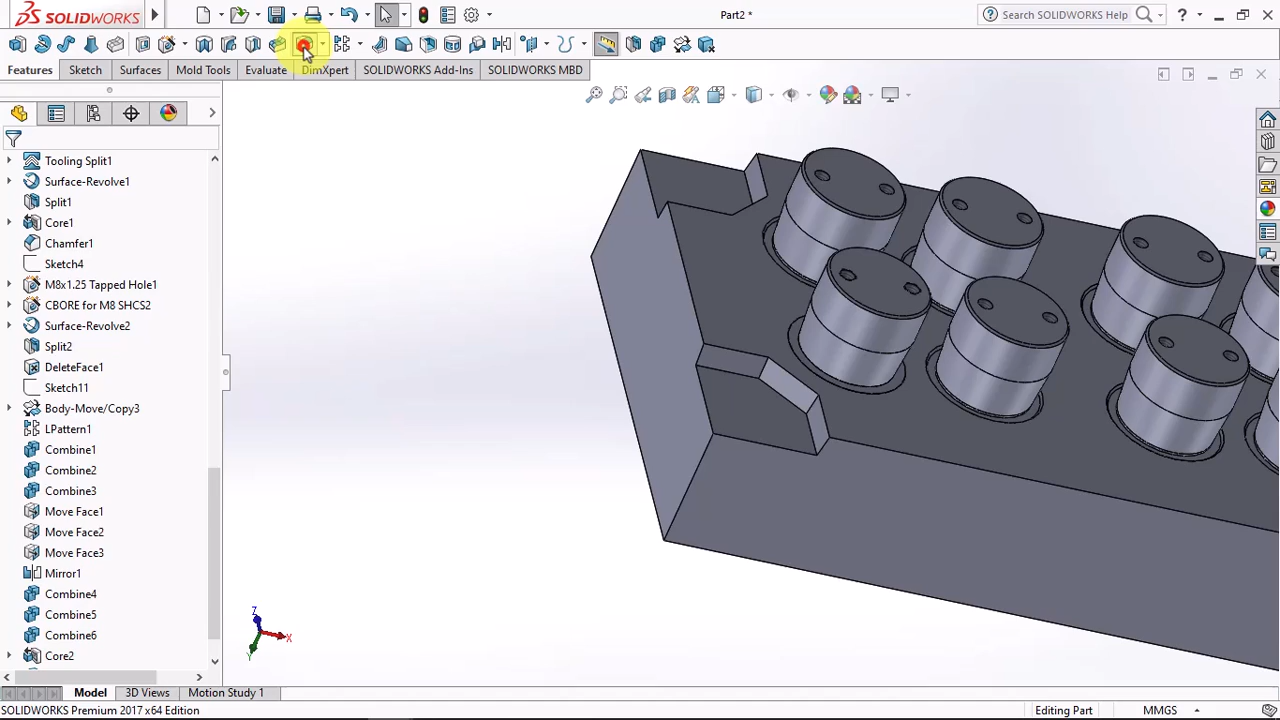 SOLIDWORKS
Part2 *
Search SOLIDWORKS Help
?
Features
Sketch
Surfaces
Mold Tools
Evaluate
DimXpert
SOLIDWORKS Add-Ins
SOLIDWORKS MBD
Tooling Split1
Surface-Revolve1
Split1
Core1
Chamfer1
Sketch4
M8x1.25 Tapped Hole1
CBORE for M8 SHCS2
Surface-Revolve2
Split2
DeleteFace1
Sketch11
Body-Move/Copy3
LPattern1
Combine1
Combine2
Combine3
Move Face1
Move Face2
Move Face3
Mirror1
Combine4
Combine5
Combine6
Core2
Z
X
Y
Model
3D Views
Motion Study 1
SOLIDWORKS Premium 2017 x64 Edition
Editing Part
MMGS